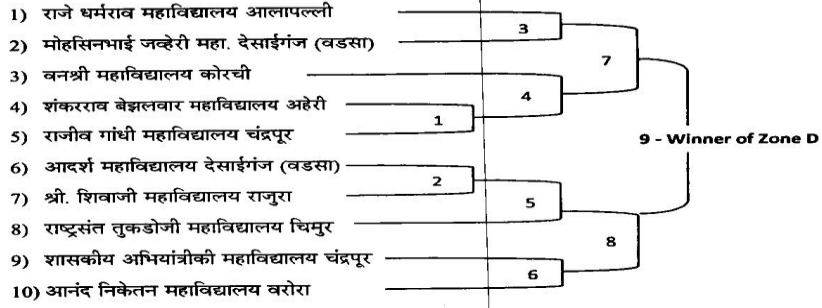 1) राजे धर्मराव महाविद्यालय आलापल्ली
3
2) मोहसिनभाई जव्हेरी महा. देसाईगंज (वडसा)
7
3) वनश्री महाविद्यालय कोरची
4
4) शंकरराव बेझलवार महाविद्यालय अहेरी
1
5) राजीव गांधी महाविद्यालय चंद्रपूर
9 - Winner of Zone D
6) आदर्श महाविद्यालय देसाईगंज (वडसा)
2
7) श्री. शिवाजी महाविद्यालय राजुरा
5
8) राष्ट्रसंत तुकडोजी महाविद्यालय चिमुर
8
9) शासकीय अभियांत्रीकी महाविद्यालय चंद्रपूर
6
10) आनंद निकेतन महाविद्यालय वरोरा